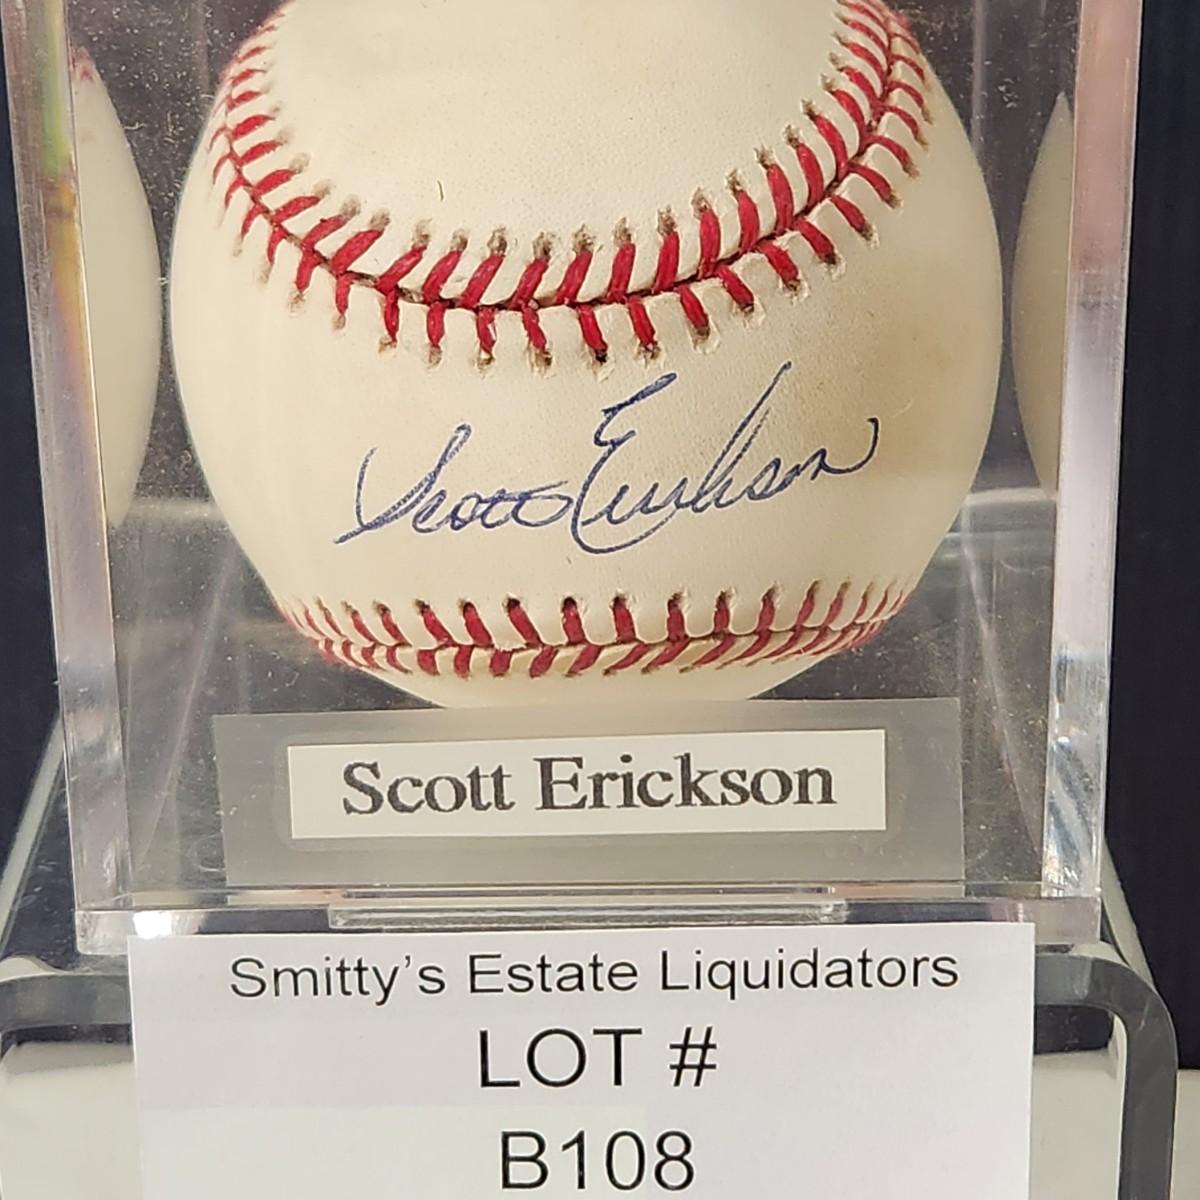 Scott Erickson
Scott Erickson
Smitty's Estate Liquidators
LOT #
B108